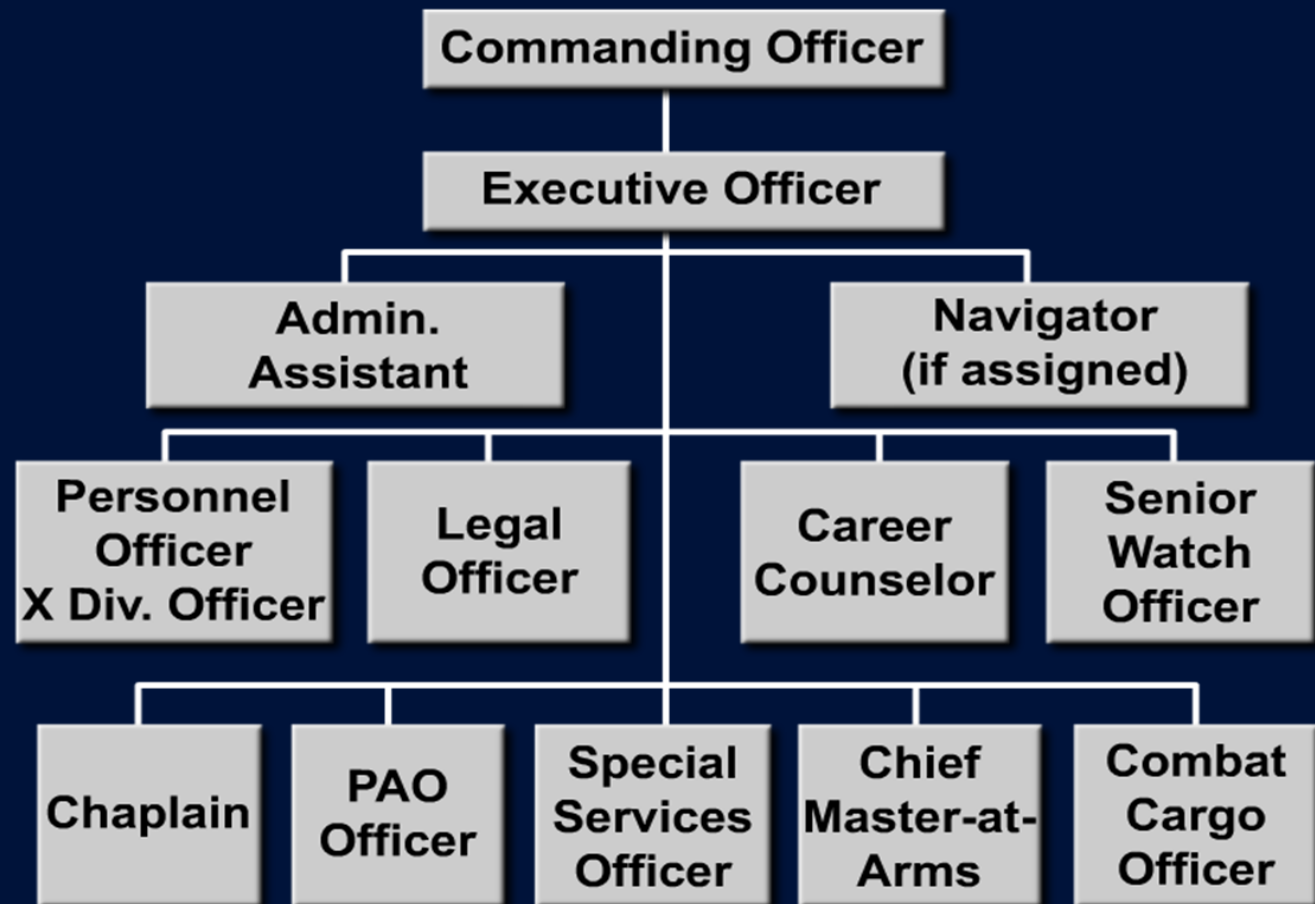 Commanding Officer
Executive Officer
Admin.
Assistant
Navigator
(if assigned)
Personnel
Officer
X Div. Officer
Legal
Officer
Career
Counselor
Senior
Watch
Officer
Chaplain
PAO
Officer
Special
Services
Officer
Chief
Master-at-
Arms
Combat
Cargo
Officer